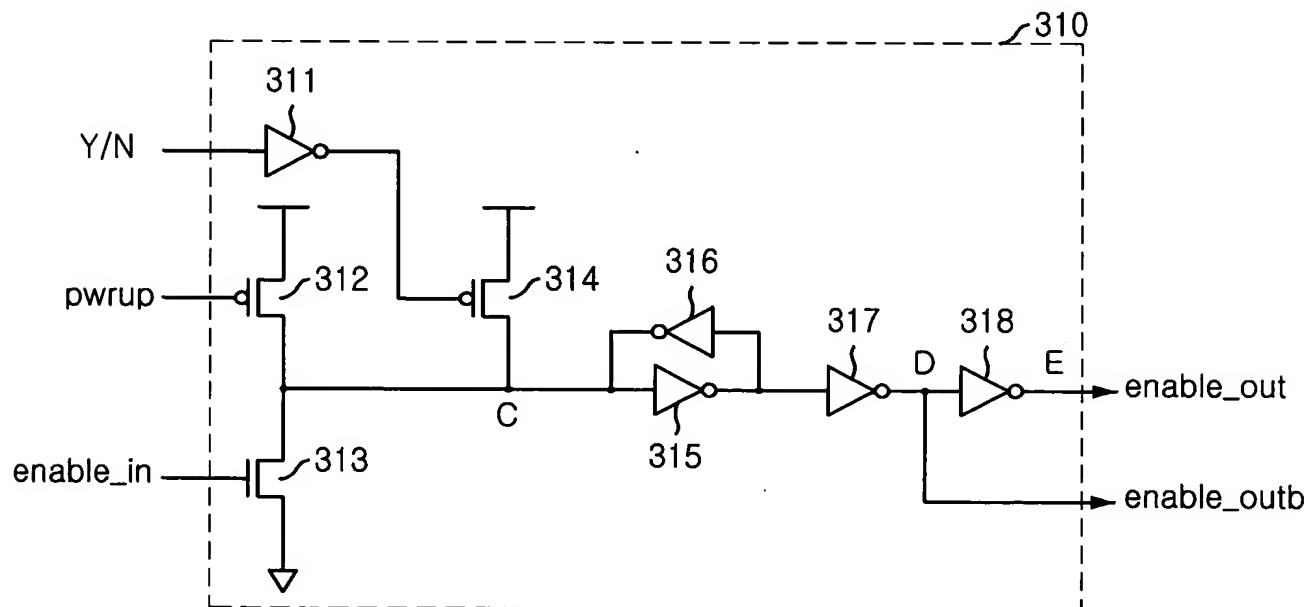 310
311
Y/N
316
312
314
pwrup
317
318
D
E
enable_out
C
315
313
enable_in
enable_outb